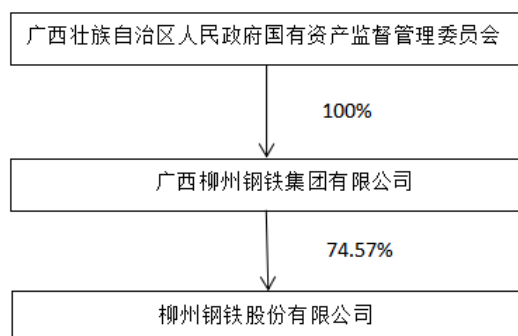 广西壮族自治区人民政府国有资产监督管理委员会
100%
广西柳州钢铁集团有限公司
74.57%
柳州钢铁股份有限公司